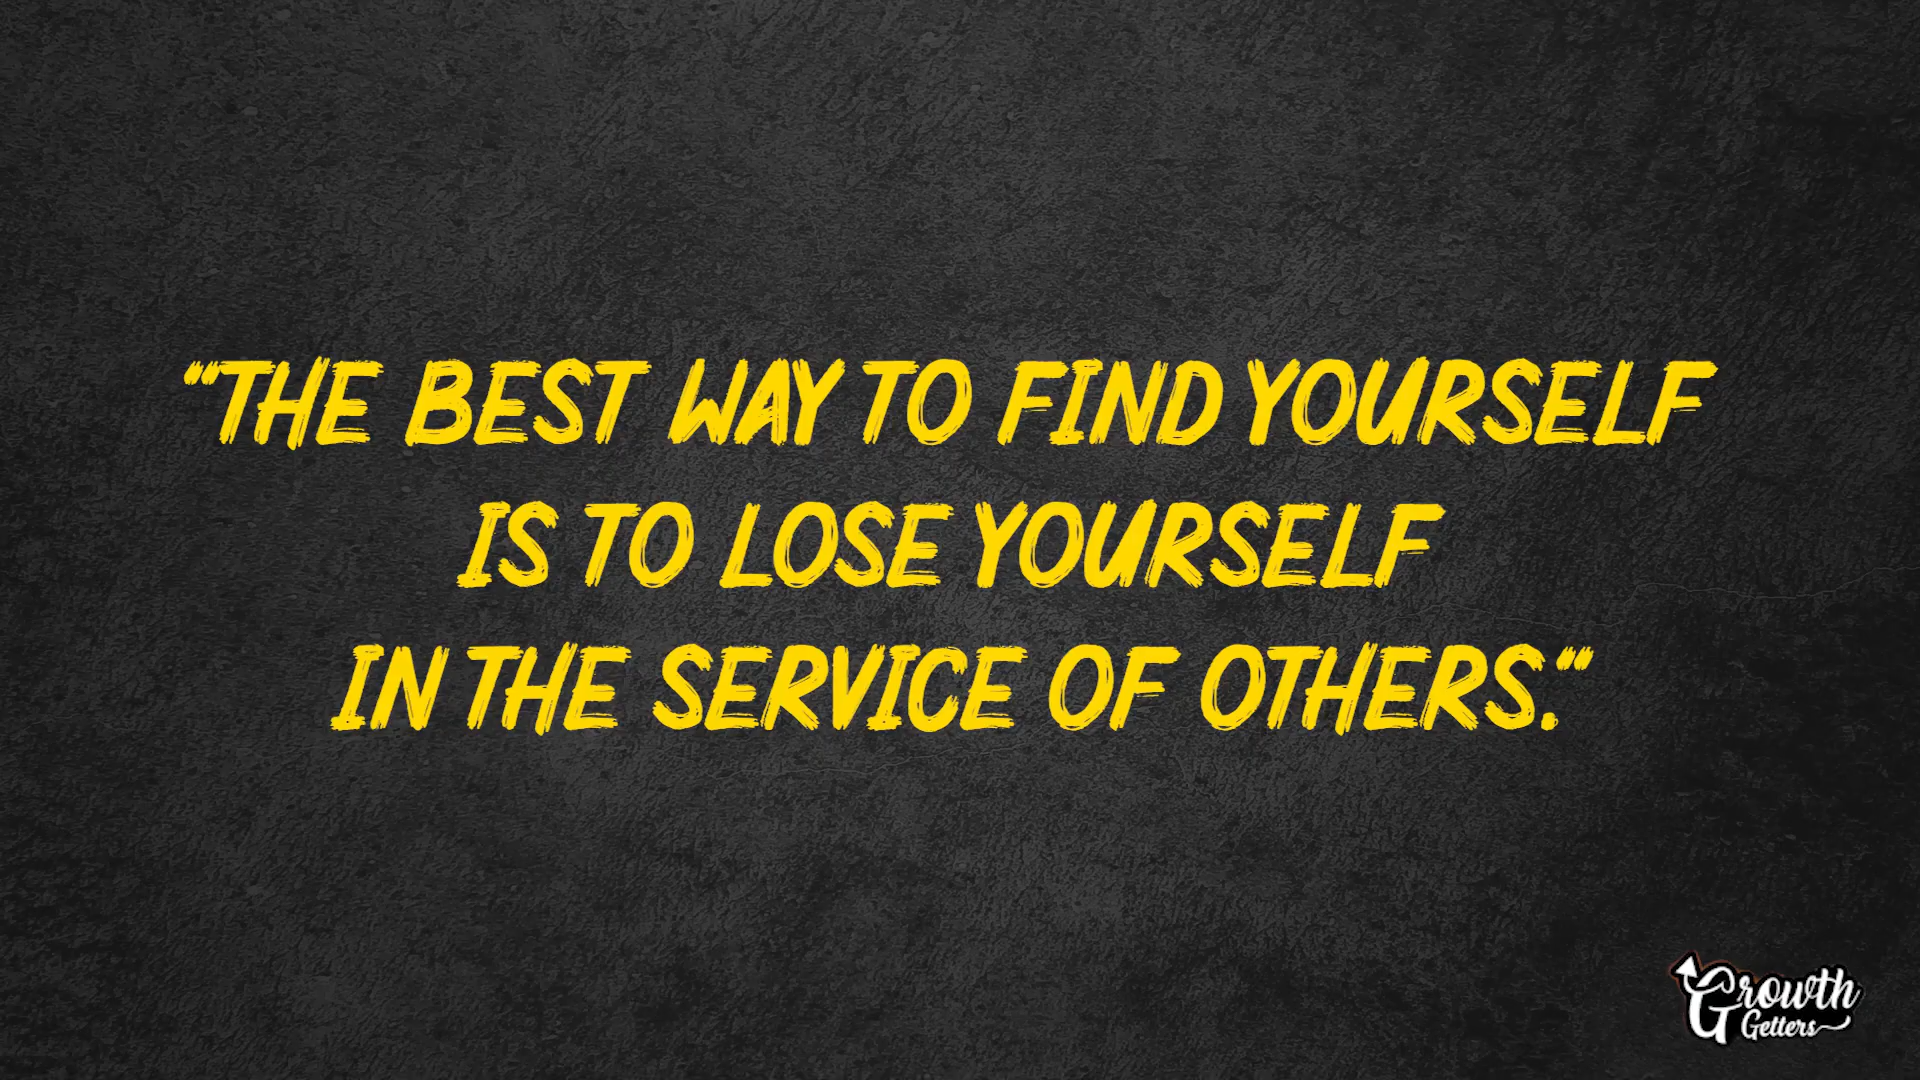 “THE BEST WAY TO FIND YOURSELF
IS TO LOSE YOURSELF
IN THE SERVICE OF OTHERS.“
Growth
Getters